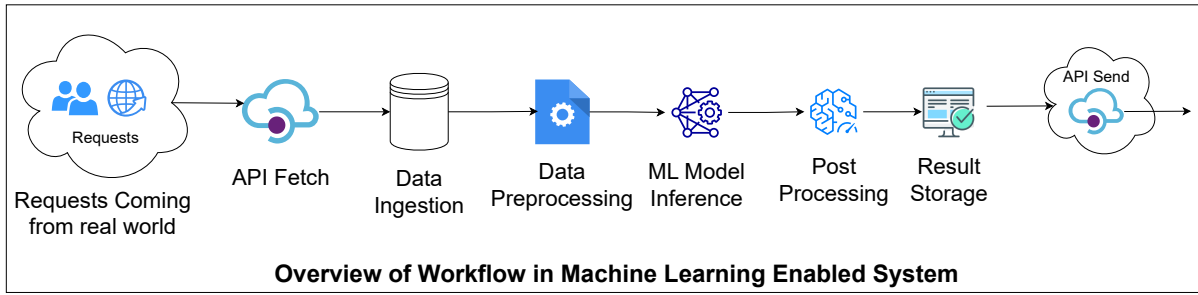 Requests
Requests Coming
from real world
API Fetch
Data
Ingestion
Data
Preprocessing
ML Model
Inference
Post
Processing
Result
Storage
API Send
Overview of Workflow in Machine Learning Enabled System